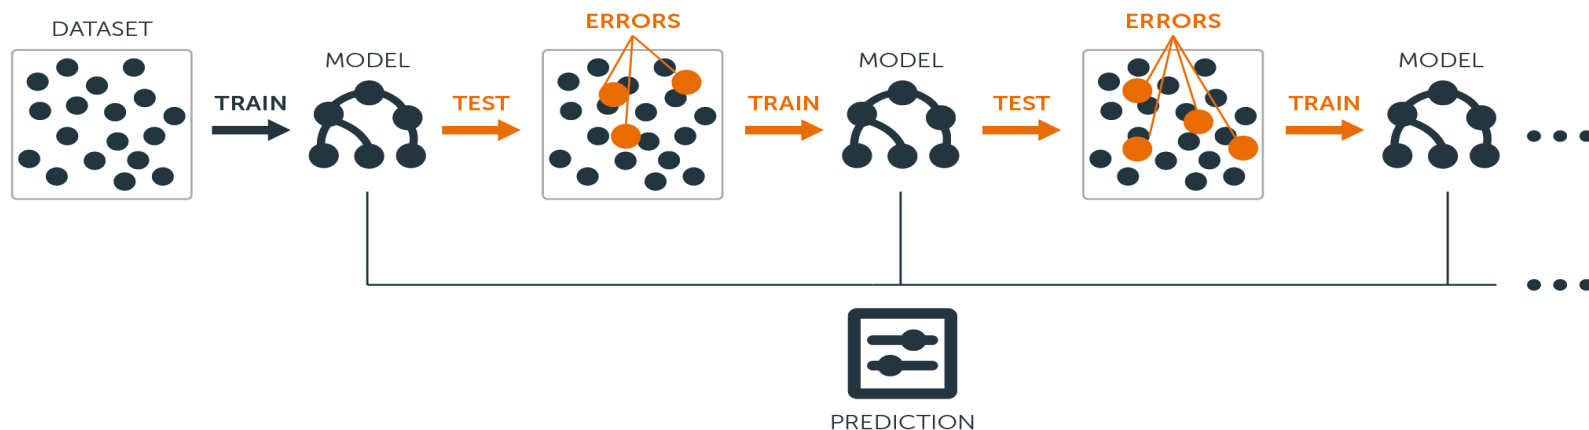 DATASET
MODEL
ERRORS
MODEL
ERRORS
MODEL
TRAIN
TEST
TRAIN
TEST
TRAIN
PREDICTION